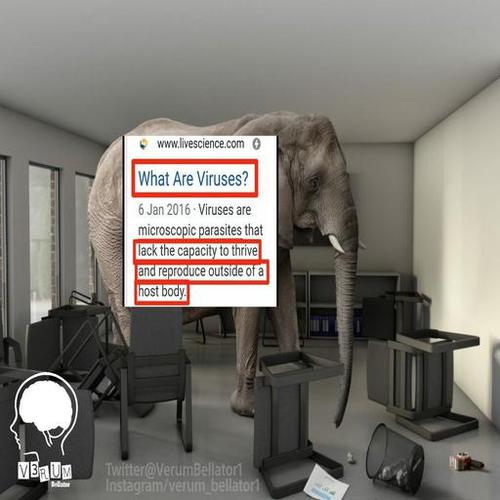 www.livescience.com
What Are Viruses?
6 Jan 2016 · Viruses are
microscopic parasites that
lack the capacity to thrive
and reproduce outside of a
host body.
V3RUM
Bellator
Twitter@VerumBellator1
Instagram/verum_bellator1